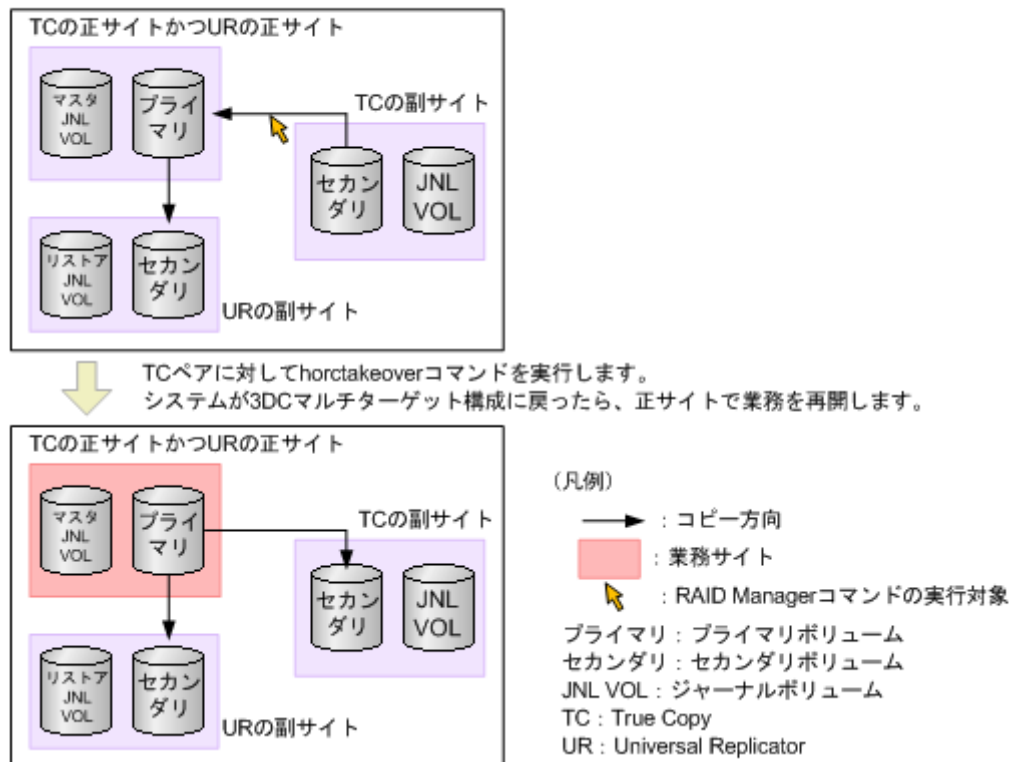 TCの正サイトかつURの正サイト
マスタ
JNL
VOL
プライ
マリ
TCの副サイト
セカン
ダリ
JNL
VOL
リストア
JNL
VOL
セカン
ダリ
URの副サイト
TCペアに対してhorctakeoverコマンドを実行します。
システムが3DCマルチターゲット構成に戻ったら、正サイトで業務を再開します。
TCの正サイトかつURの正サイト
マスタ
JNL
VOL
プライ
マリ
TCの副サイト
セカン
ダリ
JNL
VOL
リストア
JNL
VOL
セカン
ダリ
URの副サイト
（凡例）
：コピー方向
：業務サイト
：RAID Managerコマンドの実行対象
プライマリ：プライマリボリューム
セカンダリ：セカンダリボリューム
JNL VOL：ジャーナルボリューム
TC：True Copy
UR：Universal Replicator